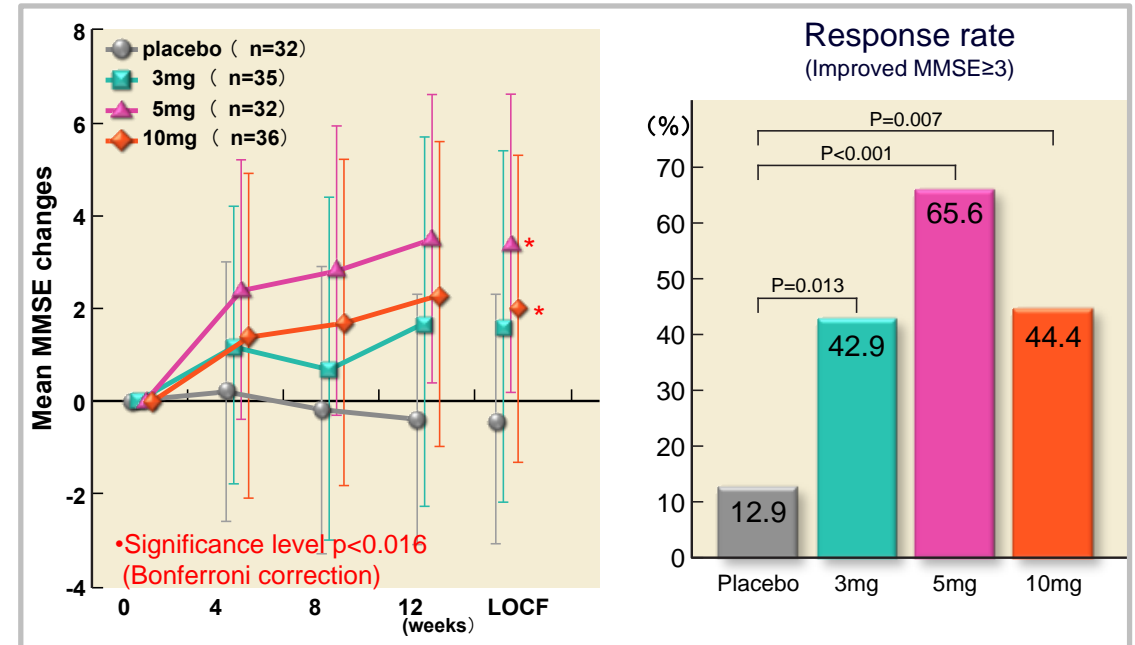 8
6
4
2
0
-2
-4
Mean MMSE changes
placebo（ n=32）
3mg （ n=35）
5mg （ n=32）
10mg （ n=36）
*
*
•Significance level p<0.016
(Bonferroni correction)
0 4 8 12 LOCF
(weeks）
Response rate
(Improved MMSE≥3)
(%)
70
60
50
40
30
20
10
0
P=0.007
P<0.001
P=0.013
12.9
42.9
65.6
44.4
Placebo 3mg 5mg 10mg